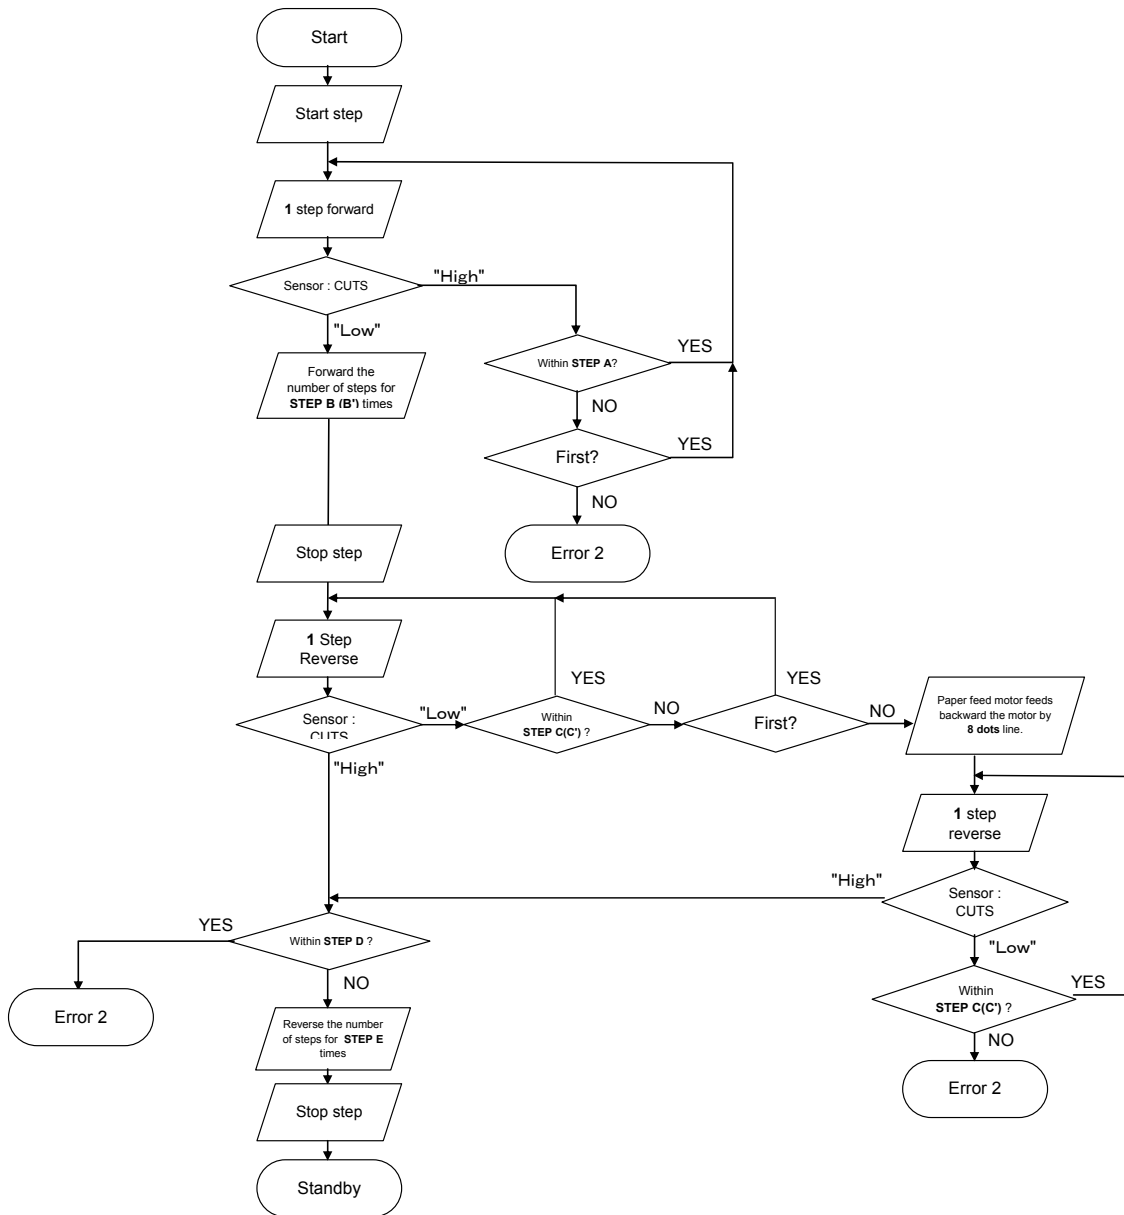 Start
Start step
1 step forward
Sensor : CUTS
"High"
"Low"
Within STEP A?
YES
Forward the
number of steps for
STEP B (B') times
NO
First?
YES
NO
Stop step
Error 2
1 Step
Reverse
YES
YES
Sensor :
CUTS
"Low"
Within
STEP C(C') ?
NO
First?
NO
Paper feed motor feeds
backward the motor by
8 dots line.
"High"
1 step
reverse
"High"
Sensor :
CUTS
YES
Within STEP D ?
"Low"
NO
Within
STEP C(C') ?
YES
Error 2
Reverse the number
of steps for STEP E
times
NO
Error 2
Stop step
Standby